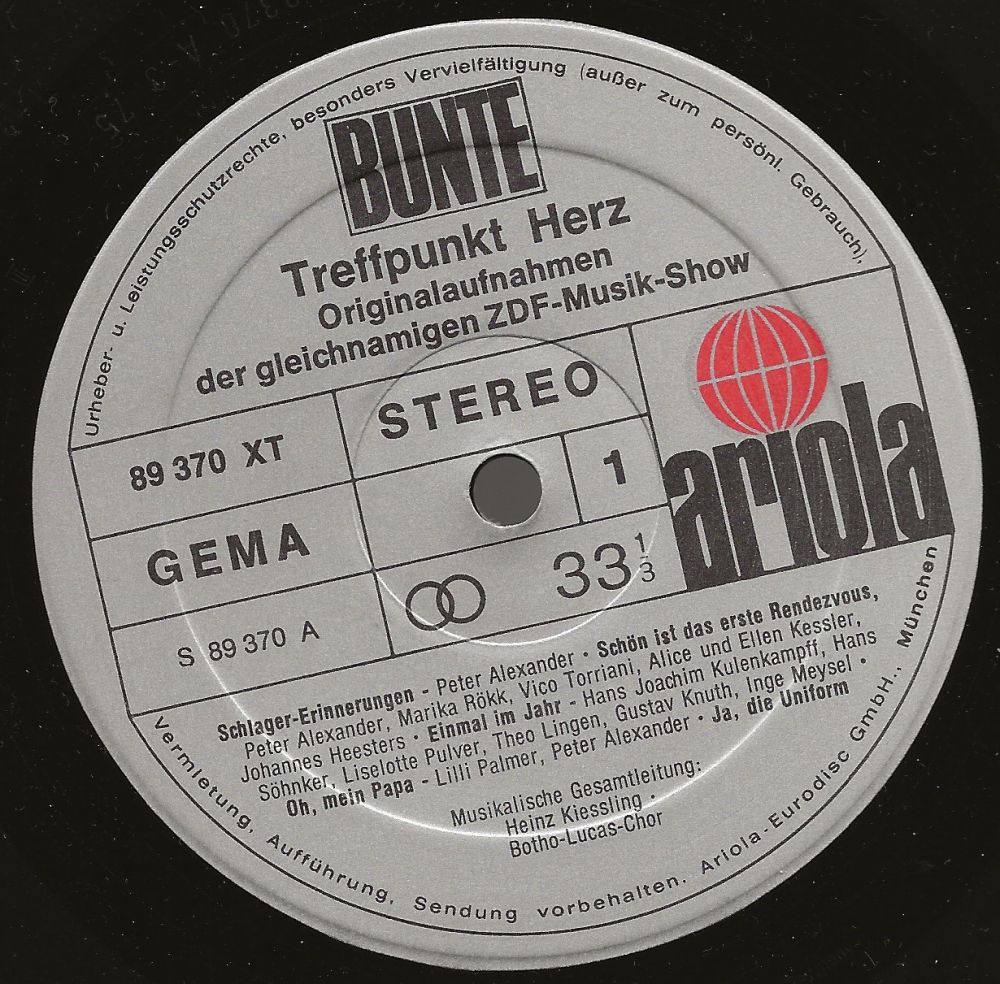 Urheber- u. Leistungsschutzrechte, besonders Vervielfältigung (außer zum persönl. Gebrauch),
BUNTE
Treffpunkt Herz
Originalaufnahmen
der gleichnamigen ZDF-Musik-Show
89 370 XT
STEREO
1
ariola
GEMA
33 1/3
S 89 370 A
Schlager-Erinnerungen - Peter Alexander · Schön ist das erste Rendezvous,
Peter Alexander, Marika Rökk, Vico Torriani, Alice und Ellen Kessler,
Johannes Heesters · Einmal im Jahr - Hans Joachim Kulenkampff, Hans
Söhnker, Liselotte Pulver, Theo Lingen, Gustav Knuth, Inge Meysel ·
Oh, mein Papa - Lilli Palmer, Peter Alexander · Ja, die Uniform
Musikalische Gesamtleitung:
Heinz Kiessling ·
Botho-Lucas-Chor
Vermietung, Aufführung, Sendung vorbehalten. Ariola-Eurodisc GmbH., München